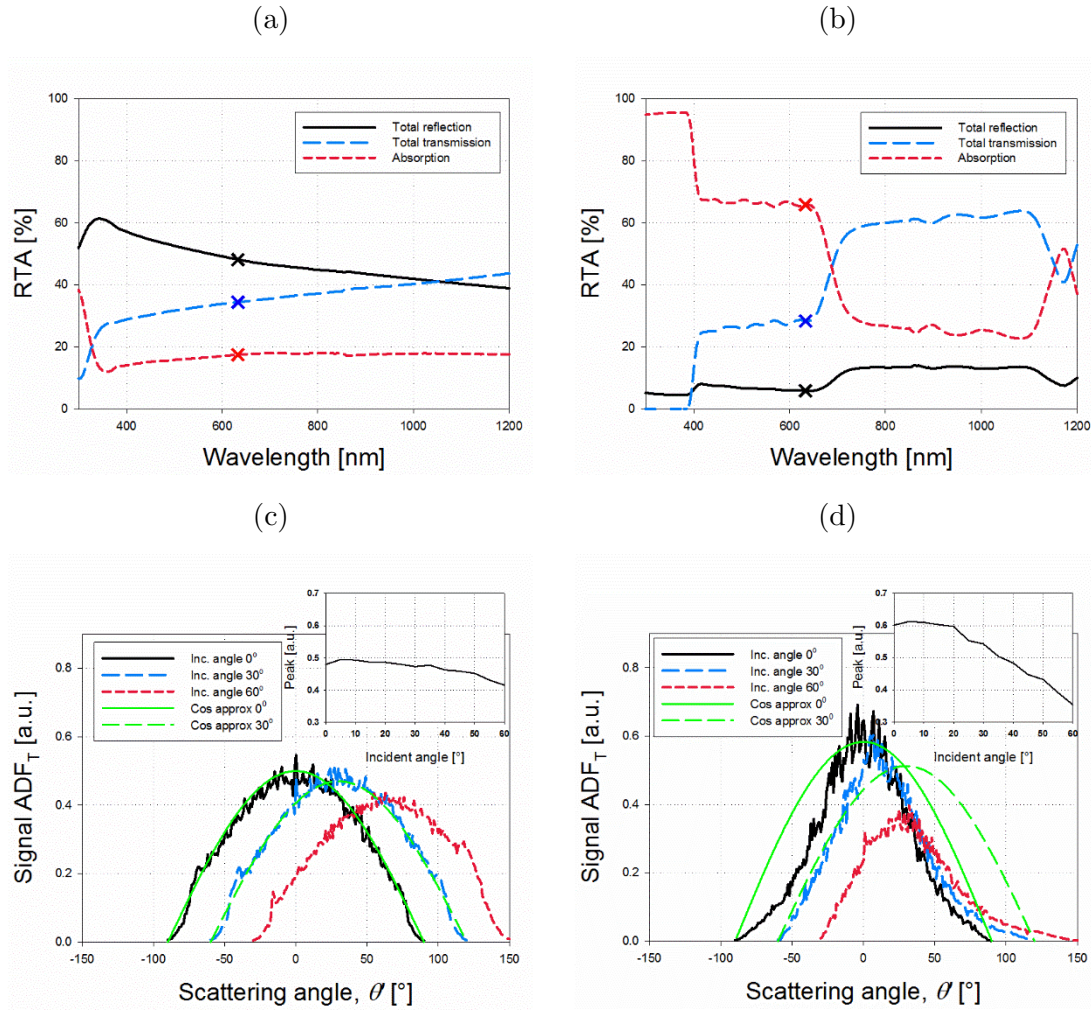 (a)
100
80
60
40
20
0
RTA [%]
Total reflection
Total transmission
Absorption
400 600 800 1000 1200
Wavelength [nm]
(b)
100
80
60
40
20
0
RTA [%]
Total reflection
Total transmission
Absorption
400 600 800 1000 1200
Wavelength [nm]
(c)
0.8
0.6
0.4
0.2
0.0
Signal ADF_T [a.u.]
Inc. angle 0°
Inc. angle 30°
Inc. angle 60°
Cos approx 0°
Cos approx 30°
0.7
0.6
0.5
0.4
0.3
Peak [a.u.]
0 10 20 30 40 50 60
Incident angle [°]
-150 -100 -50 0 50 100 150
Scattering angle, θ' [°]
(d)
0.8
0.6
0.4
0.2
0.0
Signal ADF_T [a.u.]
Inc. angle 0°
Inc. angle 30°
Inc. angle 60°
Cos approx 0°
Cos approx 30°
0.7
0.6
0.5
0.4
0.3
Peak [a.u.]
0 10 20 30 40 50 60
Incident angle [°]
-150 -100 -50 0 50 100 150
Scattering angle, θ' [°]